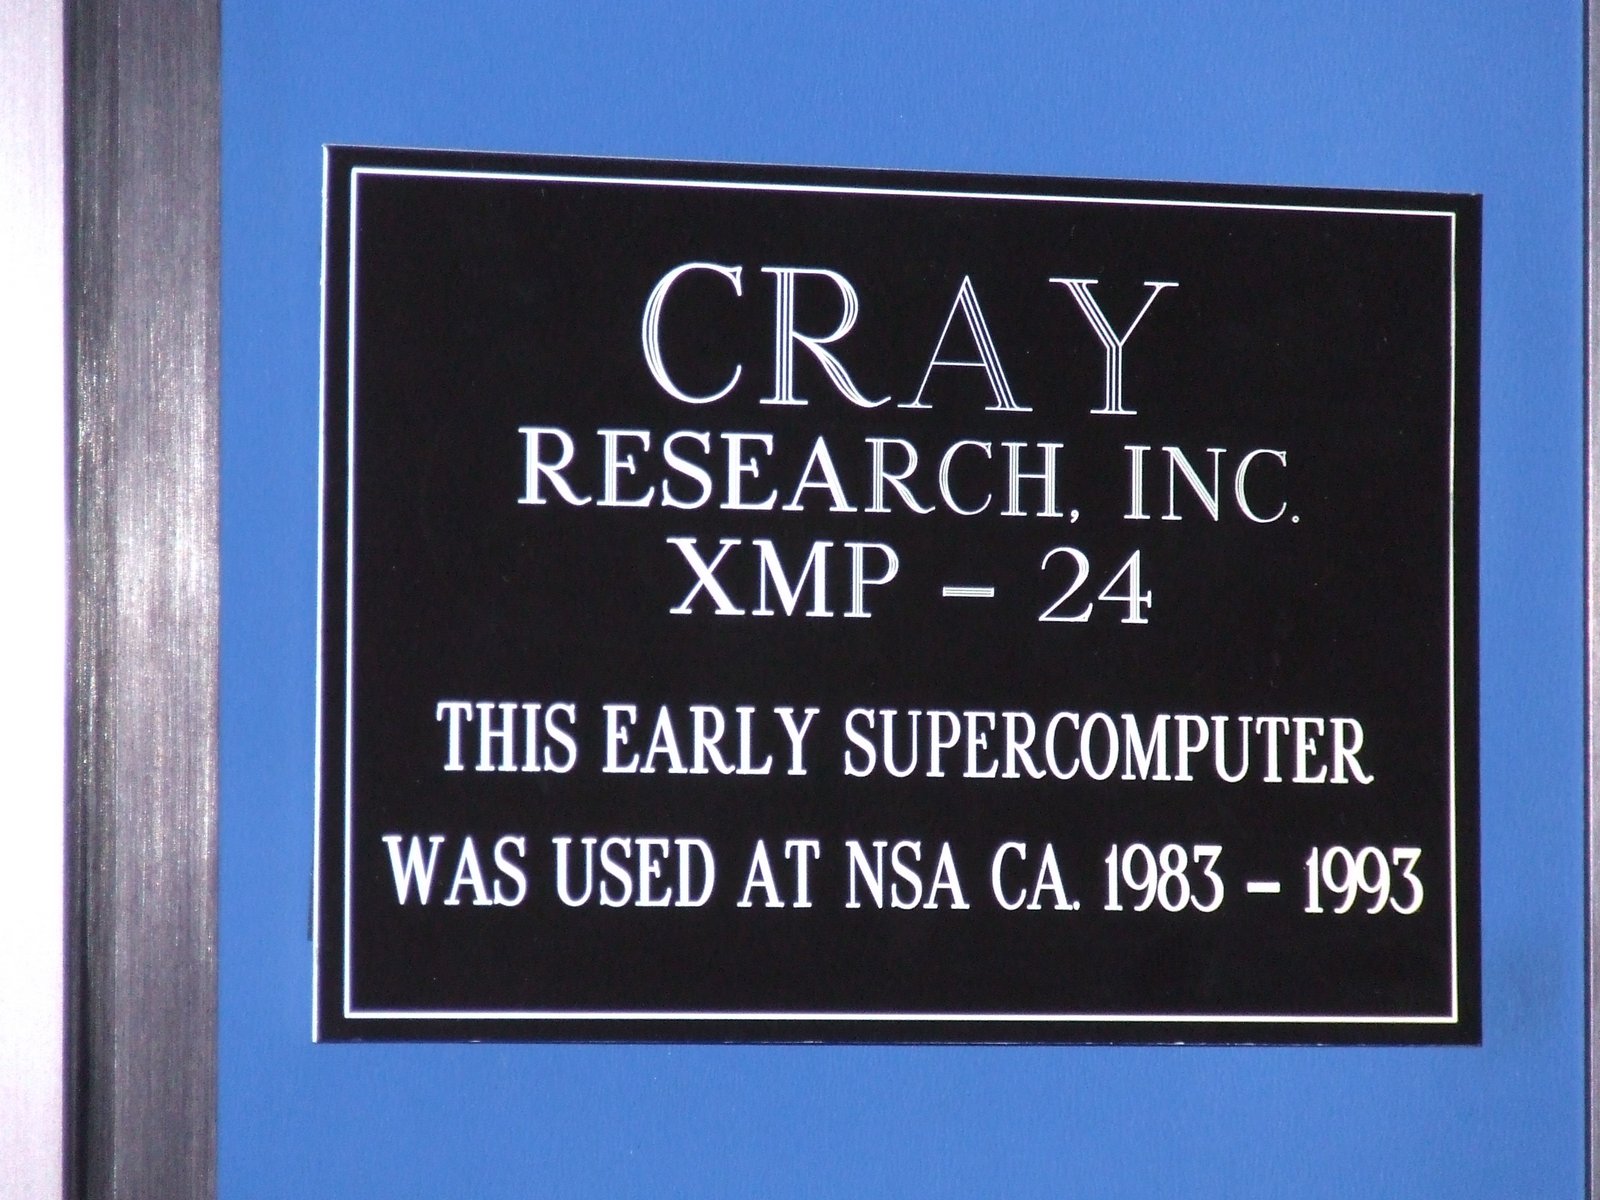 CRAY
RESEARCH, INC.
XMP – 24
THIS EARLY SUPERCOMPUTER
WAS USED AT NSA CA. 1983 – 1993